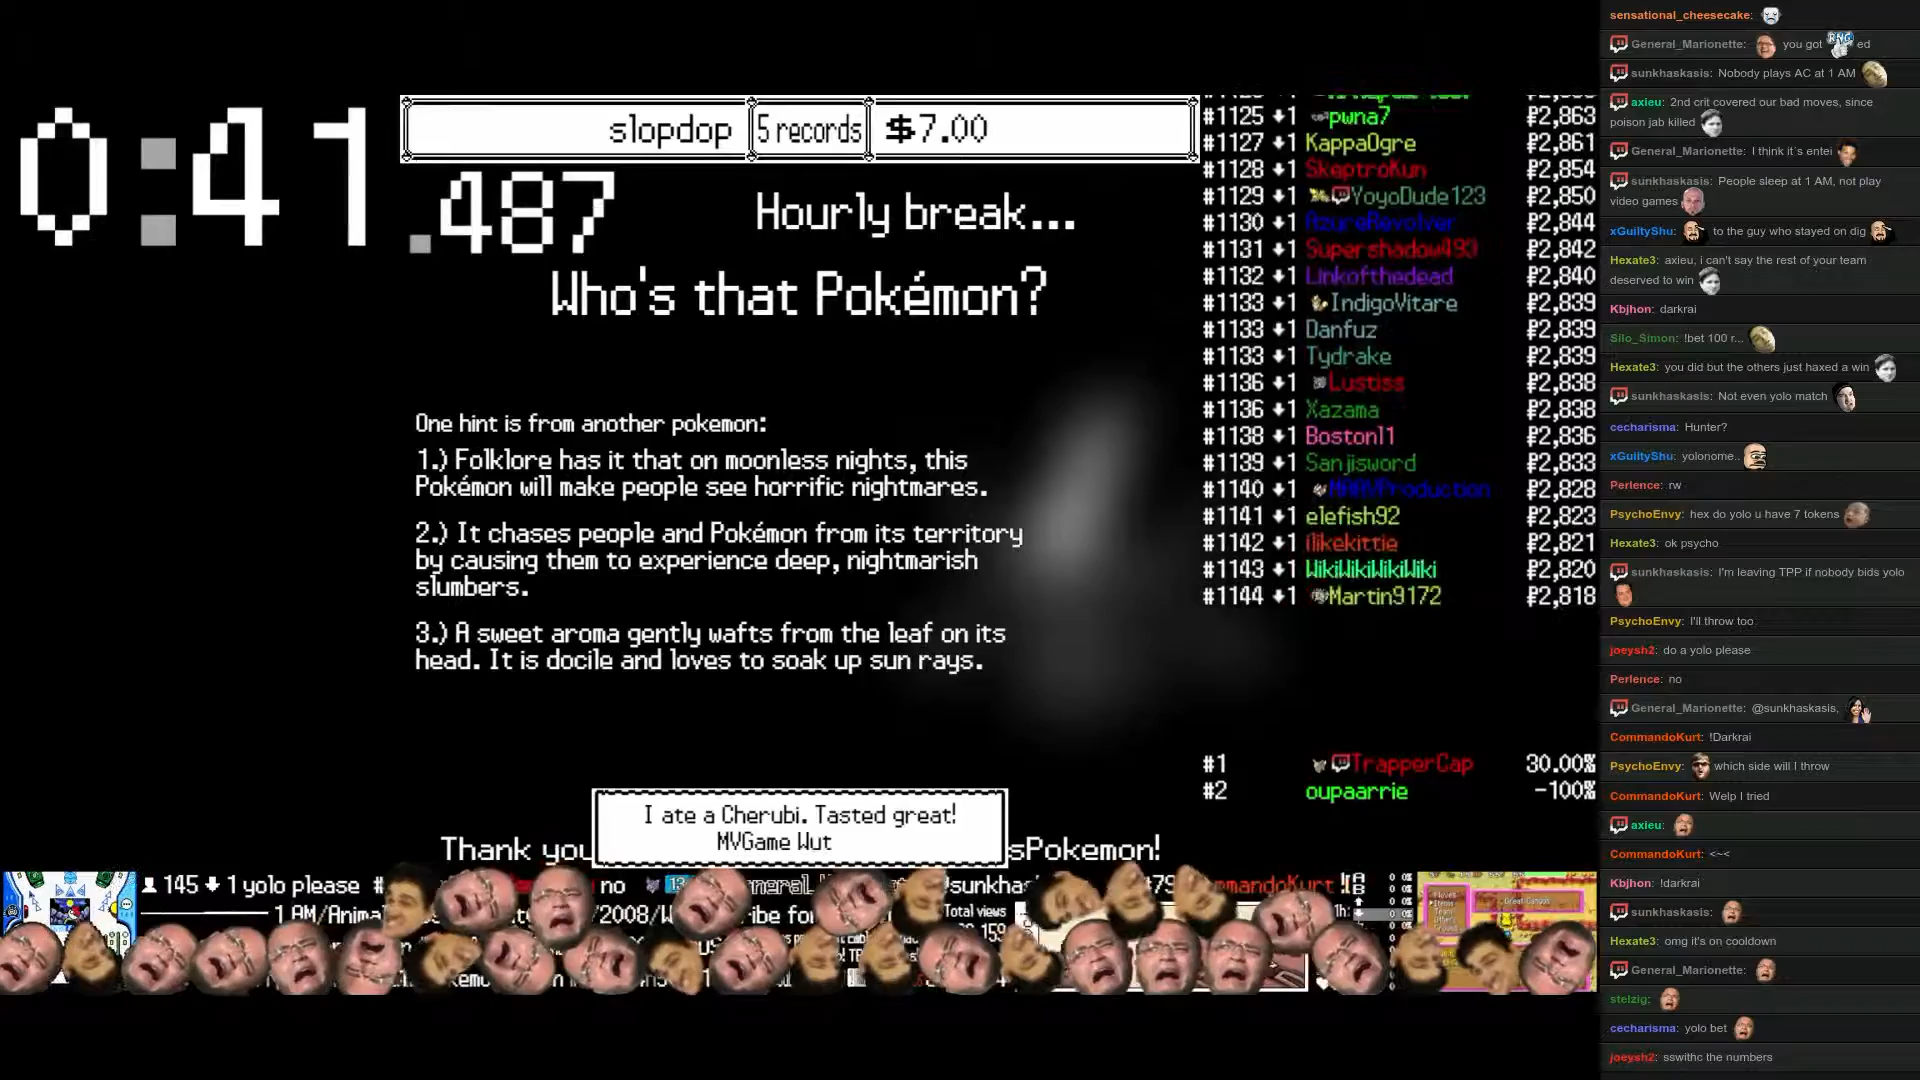 0:41.487
slopdop 5 records $7.00
Hourly break...
Who's that Pokémon?
One hint is from another pokemon:
1.) Folklore has it that on moonless nights, this
Pokémon will make people see horrific nightmares.
2.) It chases people and Pokémon from its territory
by causing them to experience deep, nightmarish
slumbers.
3.) A sweet aroma gently wafts from the leaf on its
head. It is docile and loves to soak up sun rays.
I ate a Cherubi. Tasted great!
MVGame Wut
Thank you
sPokemon!
#1125 1 pwna7 ₽2,863
#1127 1 KappaOgre ₽2,861
#1128 1 SkeptroKun ₽2,854
#1129 1 YoyoDude123 ₽2,850
#1130 1 AzureRevolver ₽2,844
#1131 1 Supershadow493 ₽2,842
#1132 1 Linkofthedead ₽2,840
#1133 1 IndigoVitare ₽2,839
#1133 1 Danfuz ₽2,839
#1133 1 Tydrake ₽2,839
#1136 1 Lustiss ₽2,838
#1136 1 Xazama ₽2,838
#1138 1 Boston11 ₽2,836
#1139 1 Sanjisword ₽2,833
#1140 1 ₽2,828
#1141 1 elefish92 ₽2,823
#1142 1 ilikekittie ₽2,821
#1143 1 WikiWikiWikiWiki ₽2,820
#1144 1 Martin9172 ₽2,818
#1 TrapperCap 30.00%
#2 oupaarrie -100%
145 1 yolo please
no
Total views
sensational_cheesecake:
General_Marionette: you got RNG ed
sunkhaskasis: Nobody plays AC at 1 AM
axieu: 2nd crit covered our bad moves, since
poison jab killed
General_Marionette: I think it's entei
sunkhaskasis: People sleep at 1 AM, not play
video games
xGuiltyShu: to the guy who stayed on dig
Hexate3: axieu, i can't say the rest of your team
deserved to win
Kbjhon: darkrai
Silo_Simon: !bet 100 r...
Hexate3: you did but the others just haxed a win
sunkhaskasis: Not even yolo match
cecharisma: Hunter?
xGuiltyShu: yolonome..
Perlence: rw
PsychoEnvy: hex do yolo u have 7 tokens
Hexate3: ok psycho
sunkhaskasis: I'm leaving TPP if nobody bids yolo
PsychoEnvy: I'll throw too
joeysh2: do a yolo please
Perlence: no
General_Marionette: @sunkhaskasis,
CommandoKurt: !Darkrai
PsychoEnvy: which side will I throw
CommandoKurt: Welp I tried
axieu:
CommandoKurt: <~<
Kbjhon: !darkrai
sunkhaskasis:
Hexate3: omg it's on cooldown
General_Marionette:
stelzig:
cecharisma: yolo bet
joeysh2: sswithc the numbers